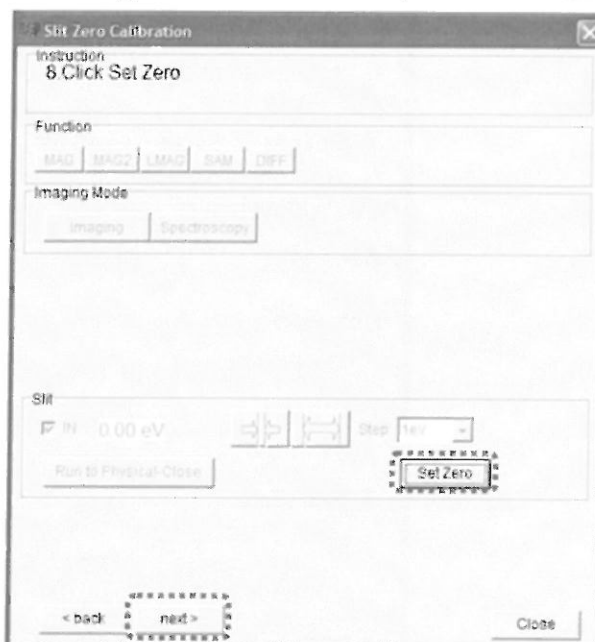 Slit Zero Calibration
Instruction
8.Click Set Zero
Function
MAG MAG2 LMAG SAM DIFF
Imaging Mode
Imaging Spectroscopy
Slit
IN 0.00 eV Step 1eV
Run to Physical-Close Set Zero
< back next > Close